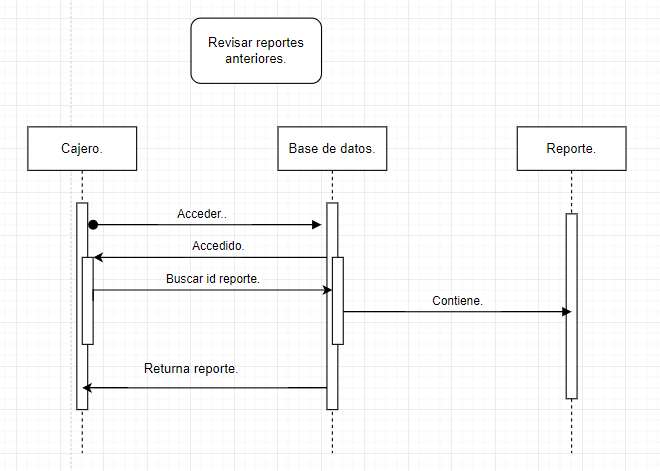 Revisar reportes
anteriores.
Cajero.
Base de datos.
Reporte.
Acceder..
Accedido.
Buscar id reporte.
Contiene.
Returna reporte.